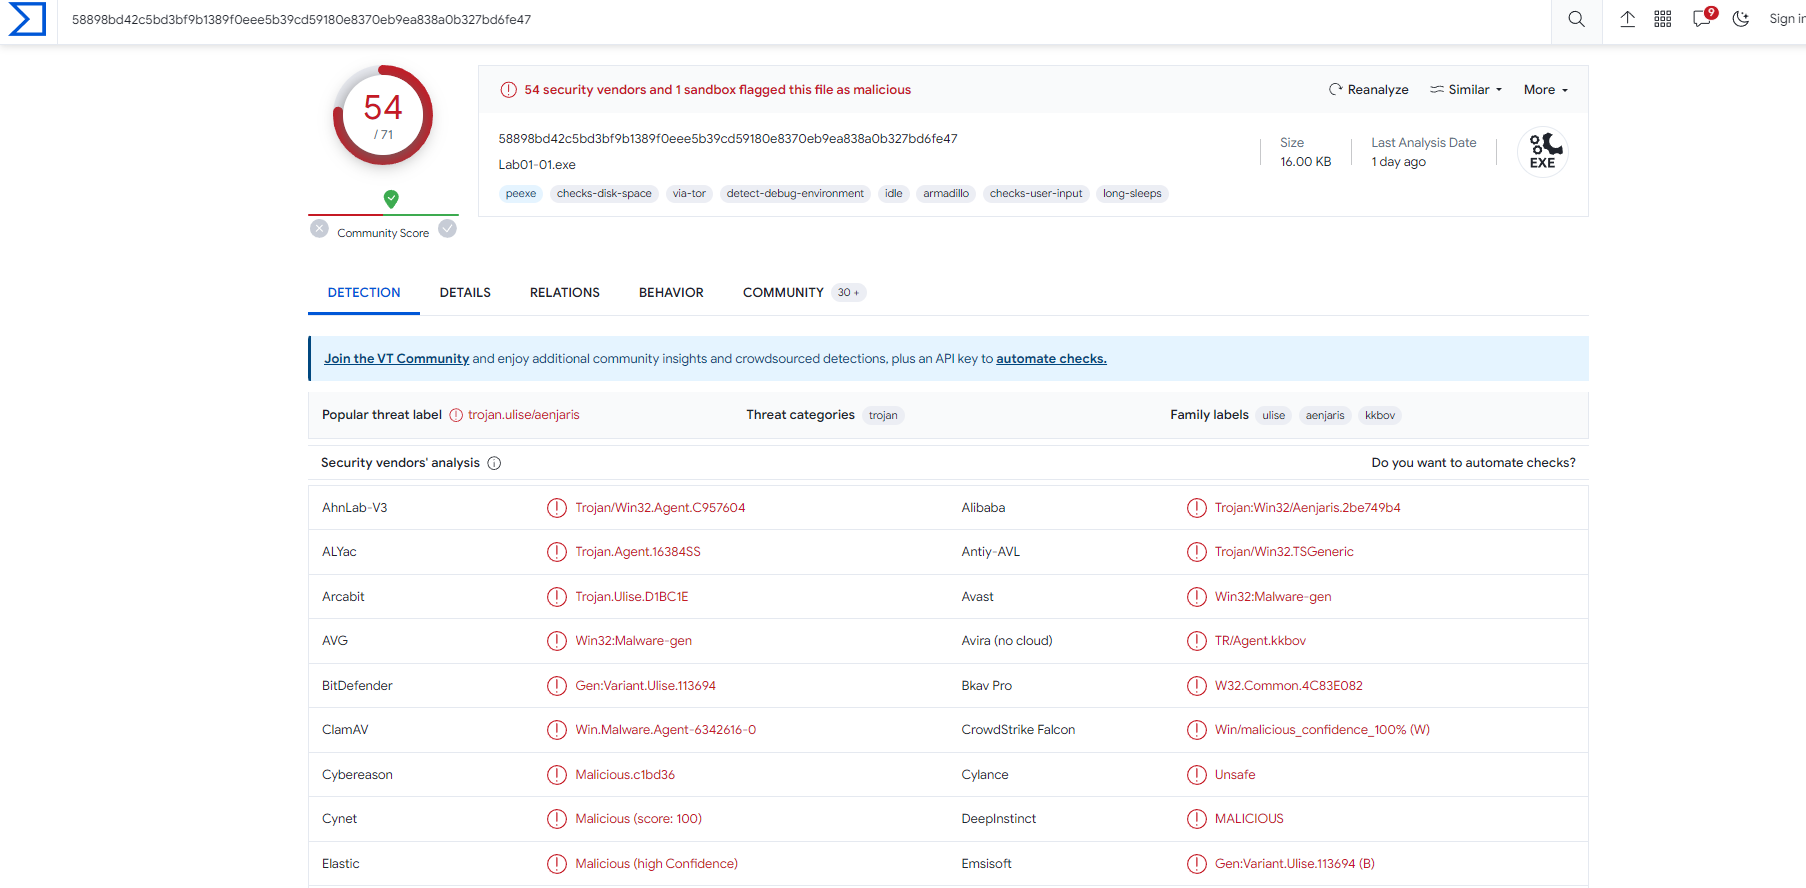 58898bd42c5bd3bf9b1389f0eee5b39cd59180e8370eb9ea838a0b327bd6fe47
9
Sign in
54
/ 71
Community Score
54 security vendors and 1 sandbox flagged this file as malicious
Reanalyze Similar More
58898bd42c5bd3bf9b1389f0eee5b39cd59180e8370eb9ea838a0b327bd6fe47
Lab01-01.exe
peexe checks-disk-space via-tor detect-debug-environment idle armadillo checks-user-input long-sleeps
Size
16.00 KB
Last Analysis Date
1 day ago
EXE
DETECTION DETAILS RELATIONS BEHAVIOR COMMUNITY 30 +
Join the VT Community and enjoy additional community insights and crowdsourced detections, plus an API key to automate checks.
Popular threat label trojan.ulise/aenjaris Threat categories trojan Family labels ulise aenjaris kkbov
Security vendors' analysis Do you want to automate checks?
AhnLab-V3 Trojan/Win32.Agent.C957604 Alibaba Trojan:Win32/Aenjaris.2be749b4
ALYac Trojan.Agent.16384SS Antiy-AVL Trojan/Win32.TSGeneric
Arcabit Trojan.Ulise.D1BC1E Avast Win32:Malware-gen
AVG Win32:Malware-gen Avira (no cloud) TR/Agent.kkbov
BitDefender Gen:Variant.Ulise.113694 Bkav Pro W32.Common.4C83E082
ClamAV Win.Malware.Agent-6342616-0 CrowdStrike Falcon Win/malicious_confidence_100% (W)
Cybereason Malicious.c1bd36 Cylance Unsafe
Cynet Malicious (score: 100) DeepInstinct MALICIOUS
Elastic Malicious (high Confidence) Emsisoft Gen:Variant.Ulise.113694 (B)